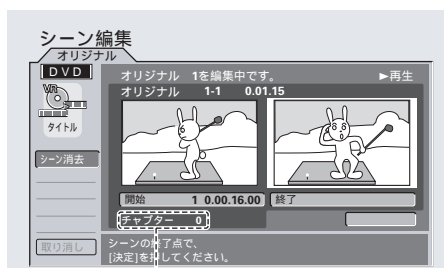 シーン編集
オリジナル
DVD
オリジナル 1を編集中です。 ►再生
オリジナル 1-1 0.01.15
VR
タイトル
シーン消去
開始 1 0.00.16.00
終了
チャプター 0
取り消し
シーンの終了点で、
[決定]を押してください。